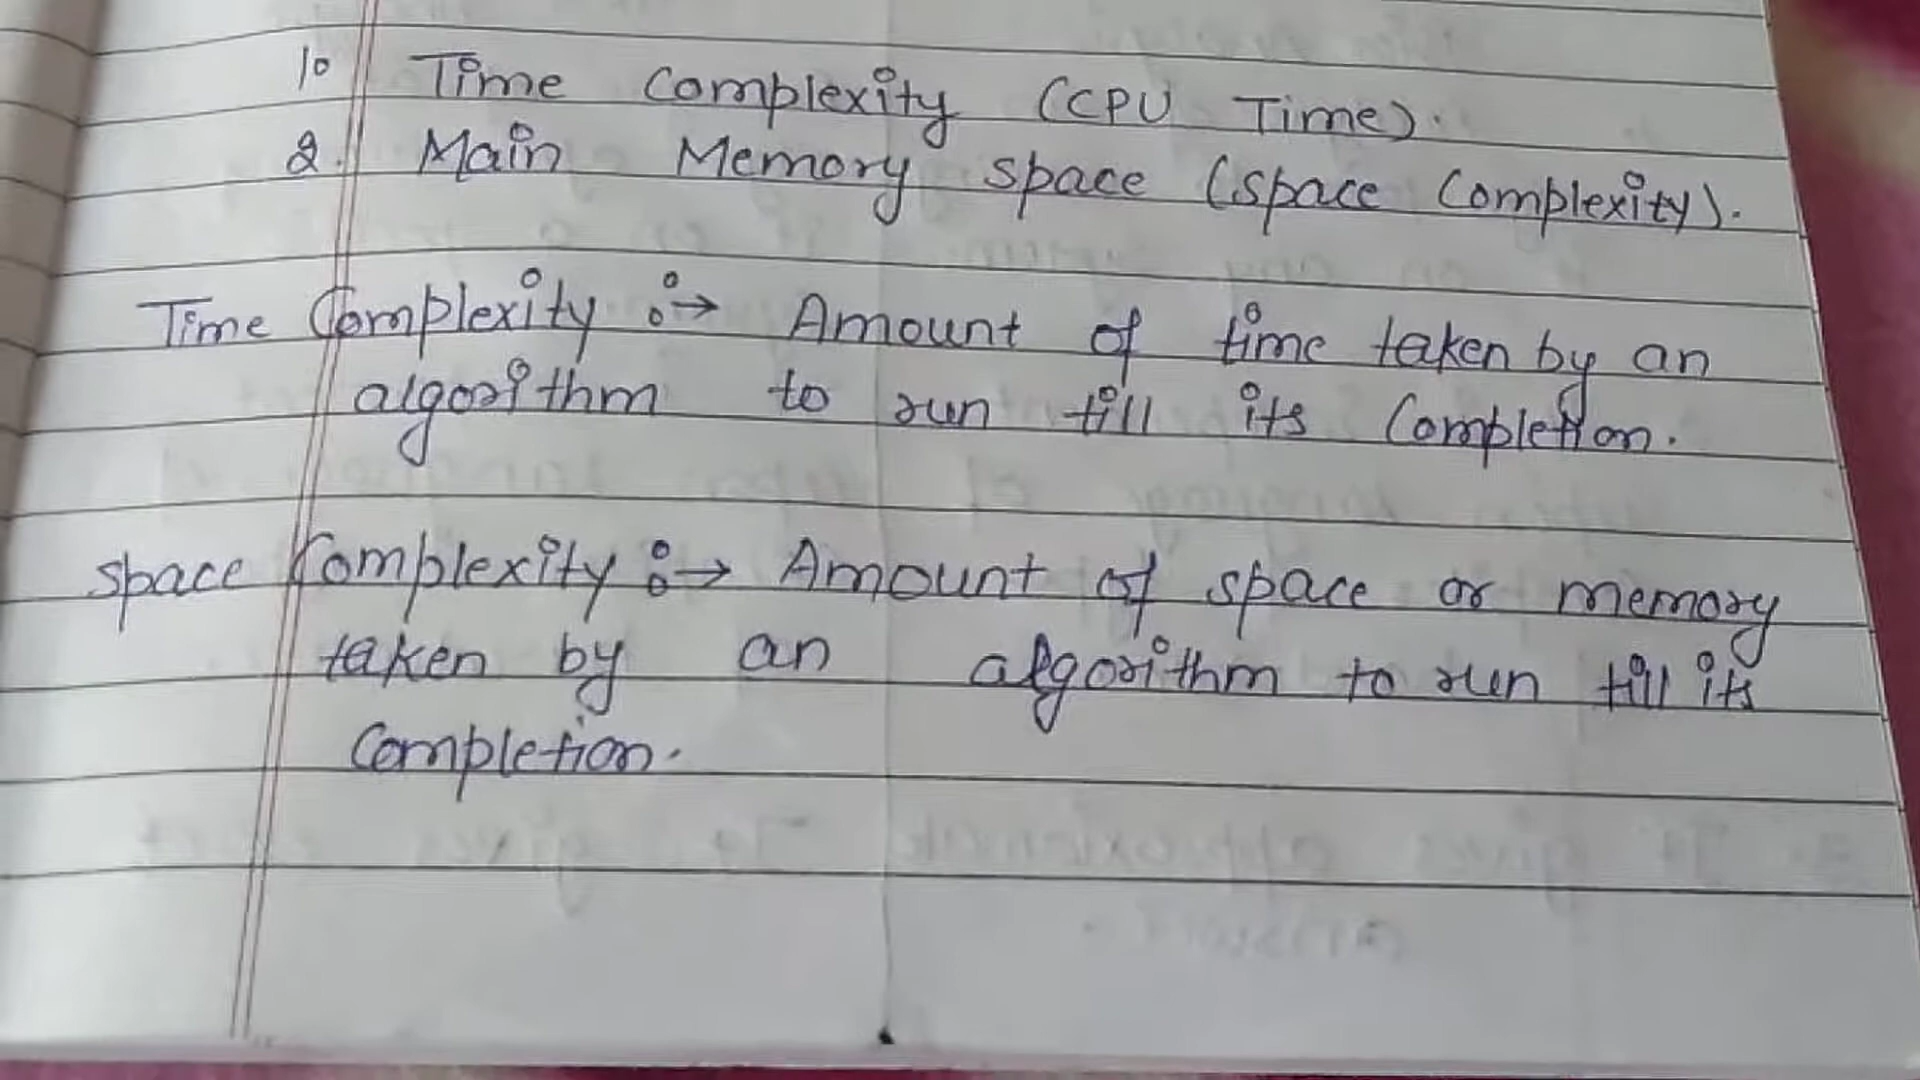 1. Time Complexity (CPU Time).
2. Main Memory space (space Complexity).
Time Complexity :→ Amount of time taken by an
algorithm to run till its Completion.
space Complexity :→ Amount of space or memory
taken by an algorithm to run till its
Completion.